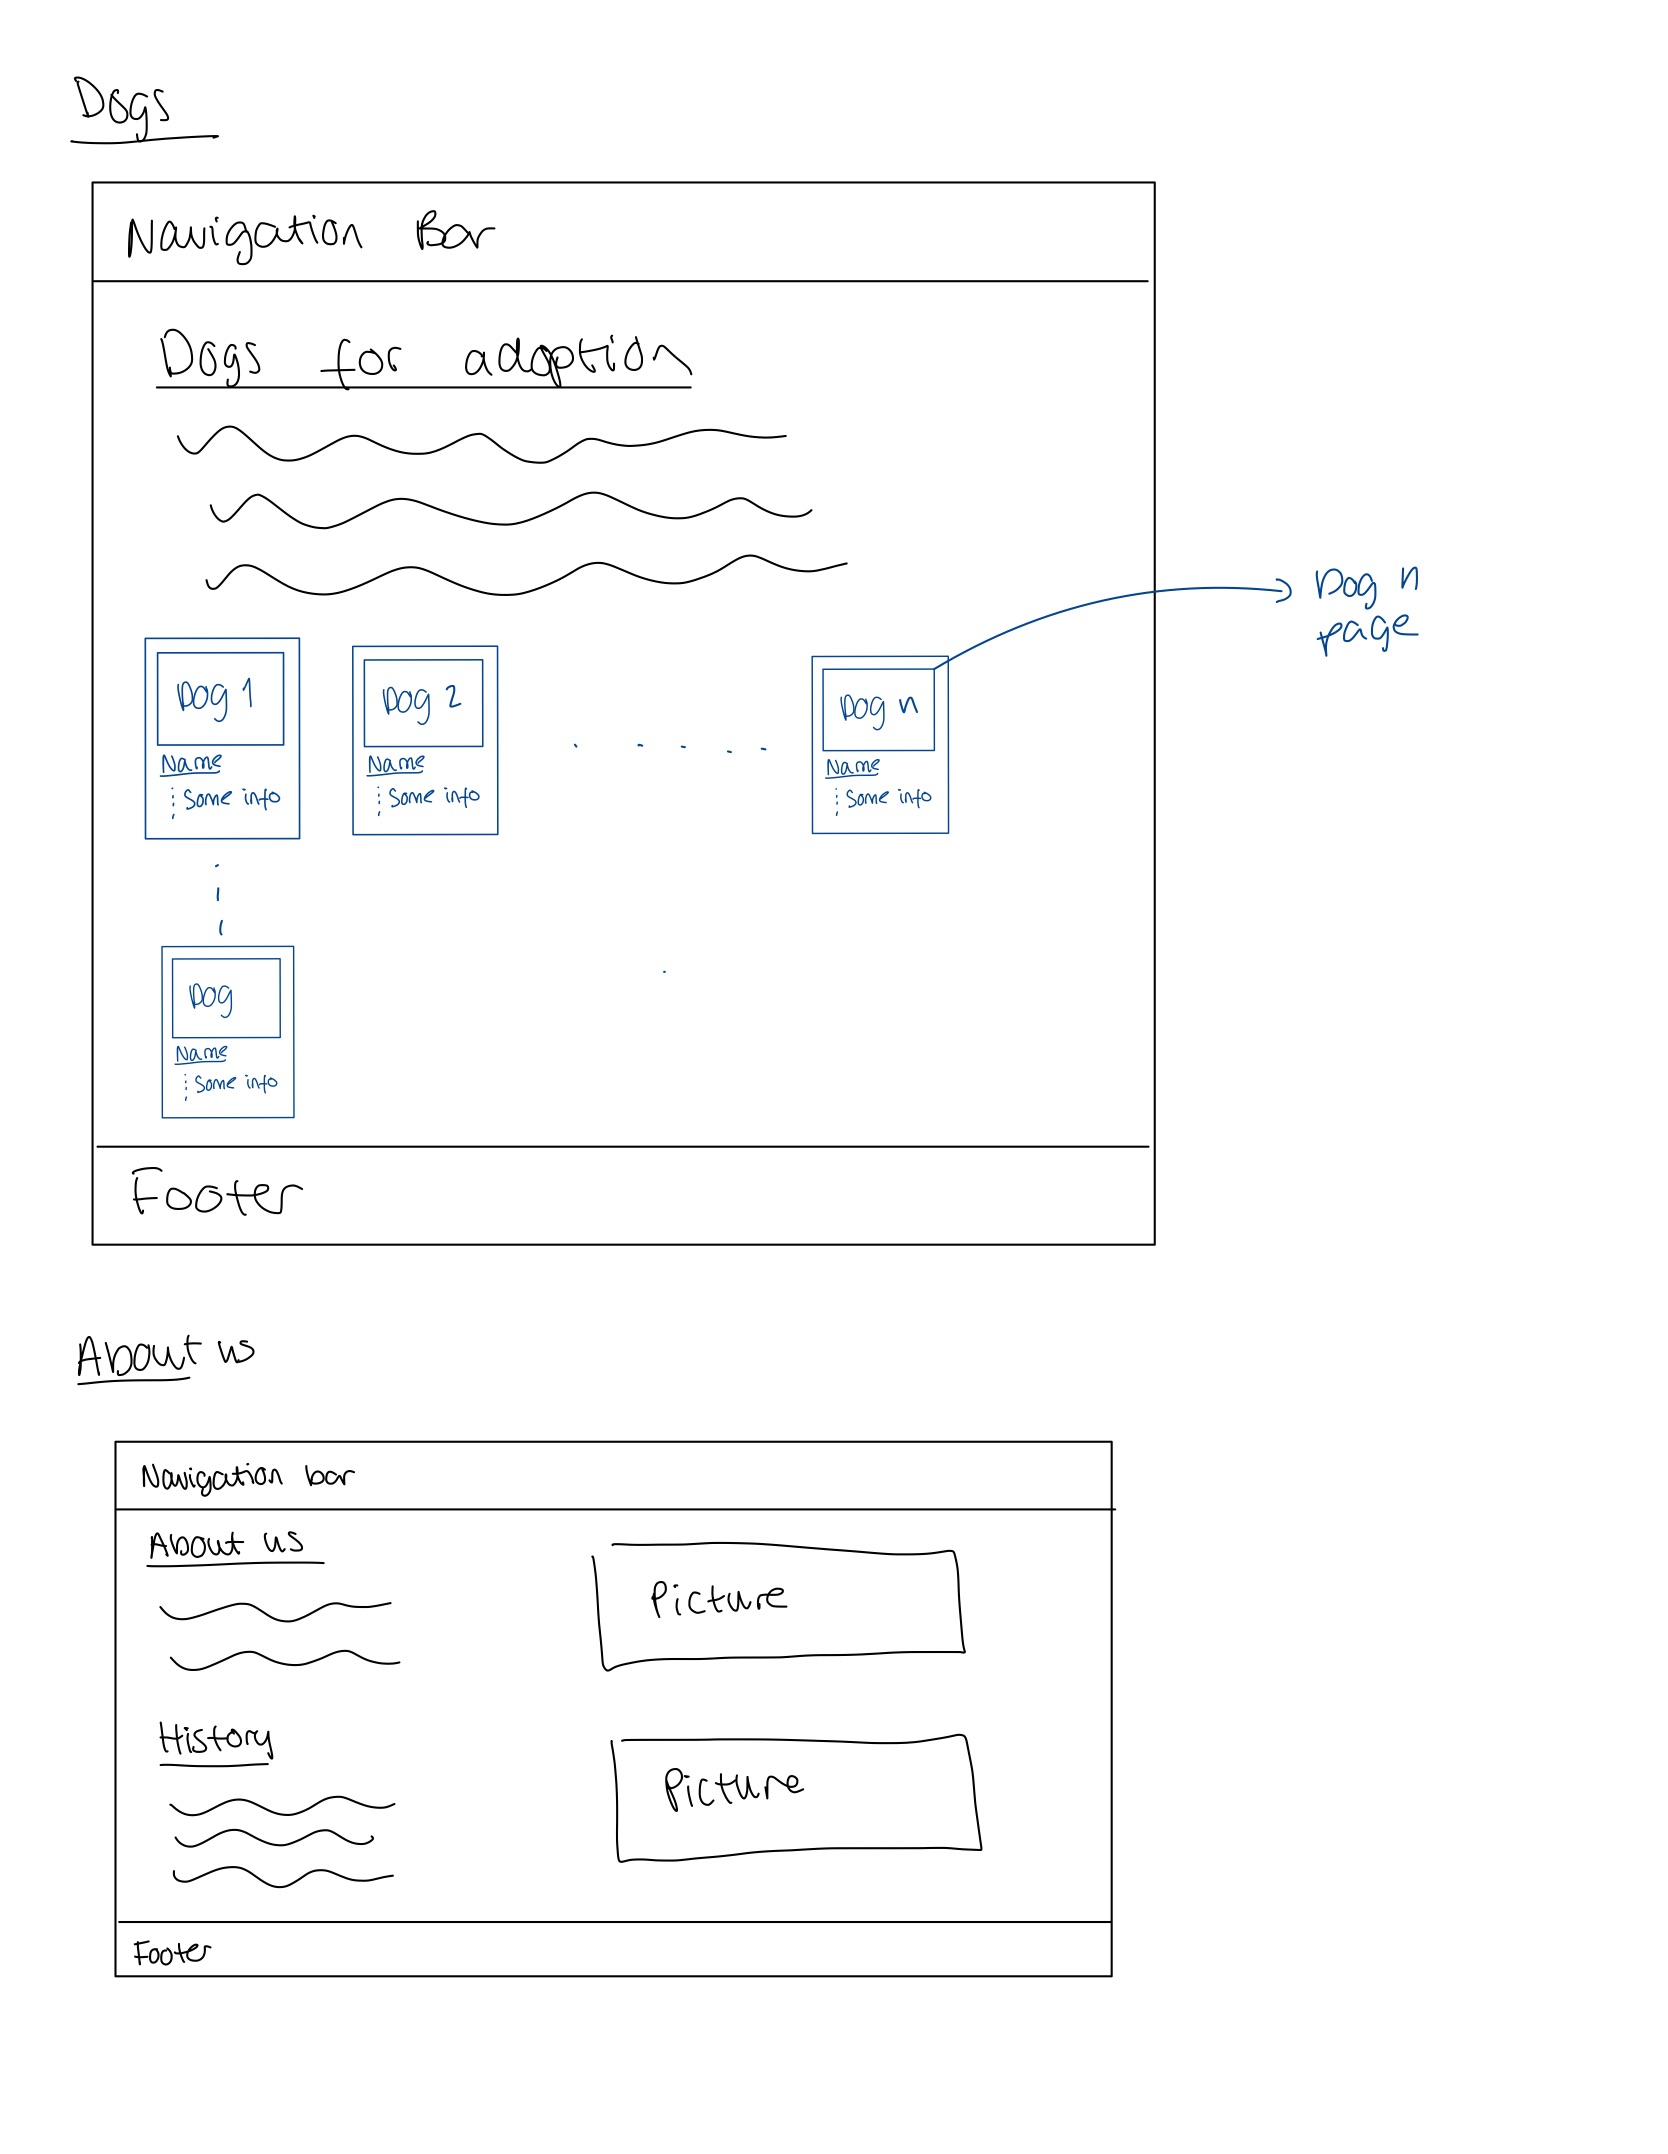 Dogs
Navigation Bar
Dogs for adoption
Dog n
page
Dog 1
Name
Some info
Dog 2
Name
Some info
Dog n
Name
Some info
Dog
Name
Some info
Footer
About us
Navigation bar
About us
Picture
History
Picture
Footer